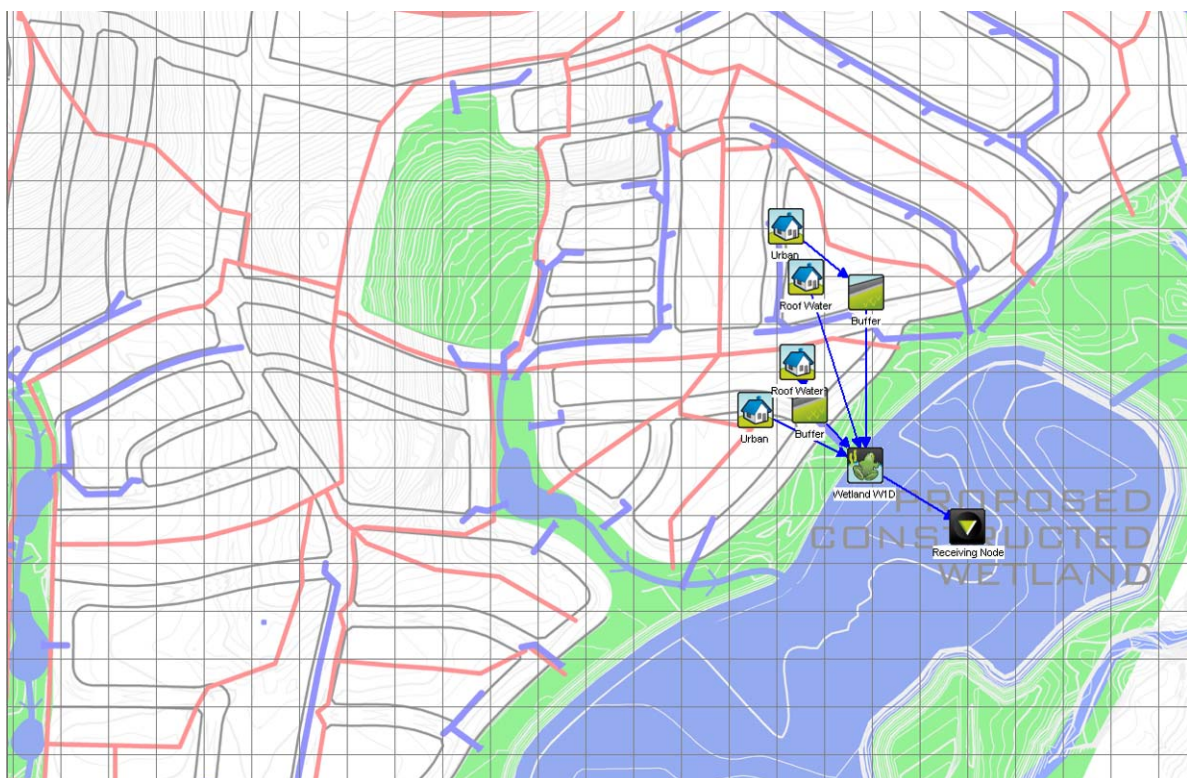 Urban
Roof Water
Buffer
Roof Water
Buffer
Urban
Wetland W1D
PROPOSED
CONSTRUCTED
WETLAND
Receiving Node